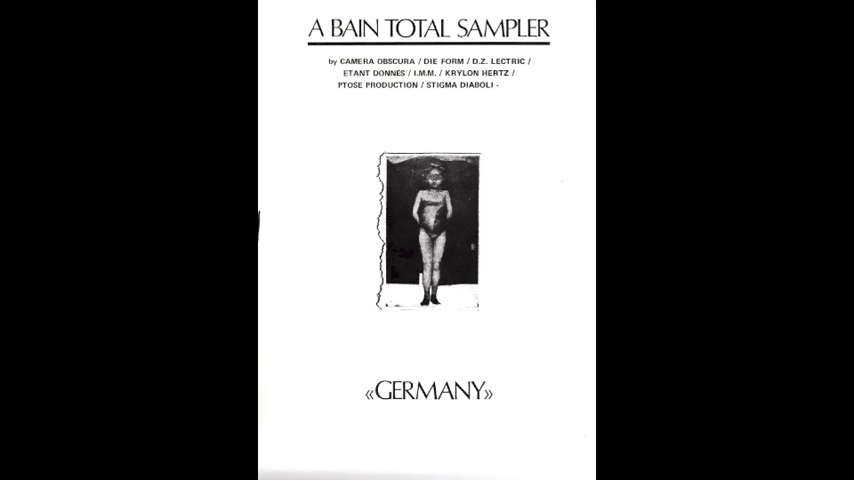 A BAIN TOTAL SAMPLER
by CAMERA OBSCURA / DIE FORM / D.Z. LECTRIC /
ETANT DONNÉS / I.M.M. / KRYLON HERTZ /
PTOSE PRODUCTION / STIGMA DIABOLI -
«GERMANY»